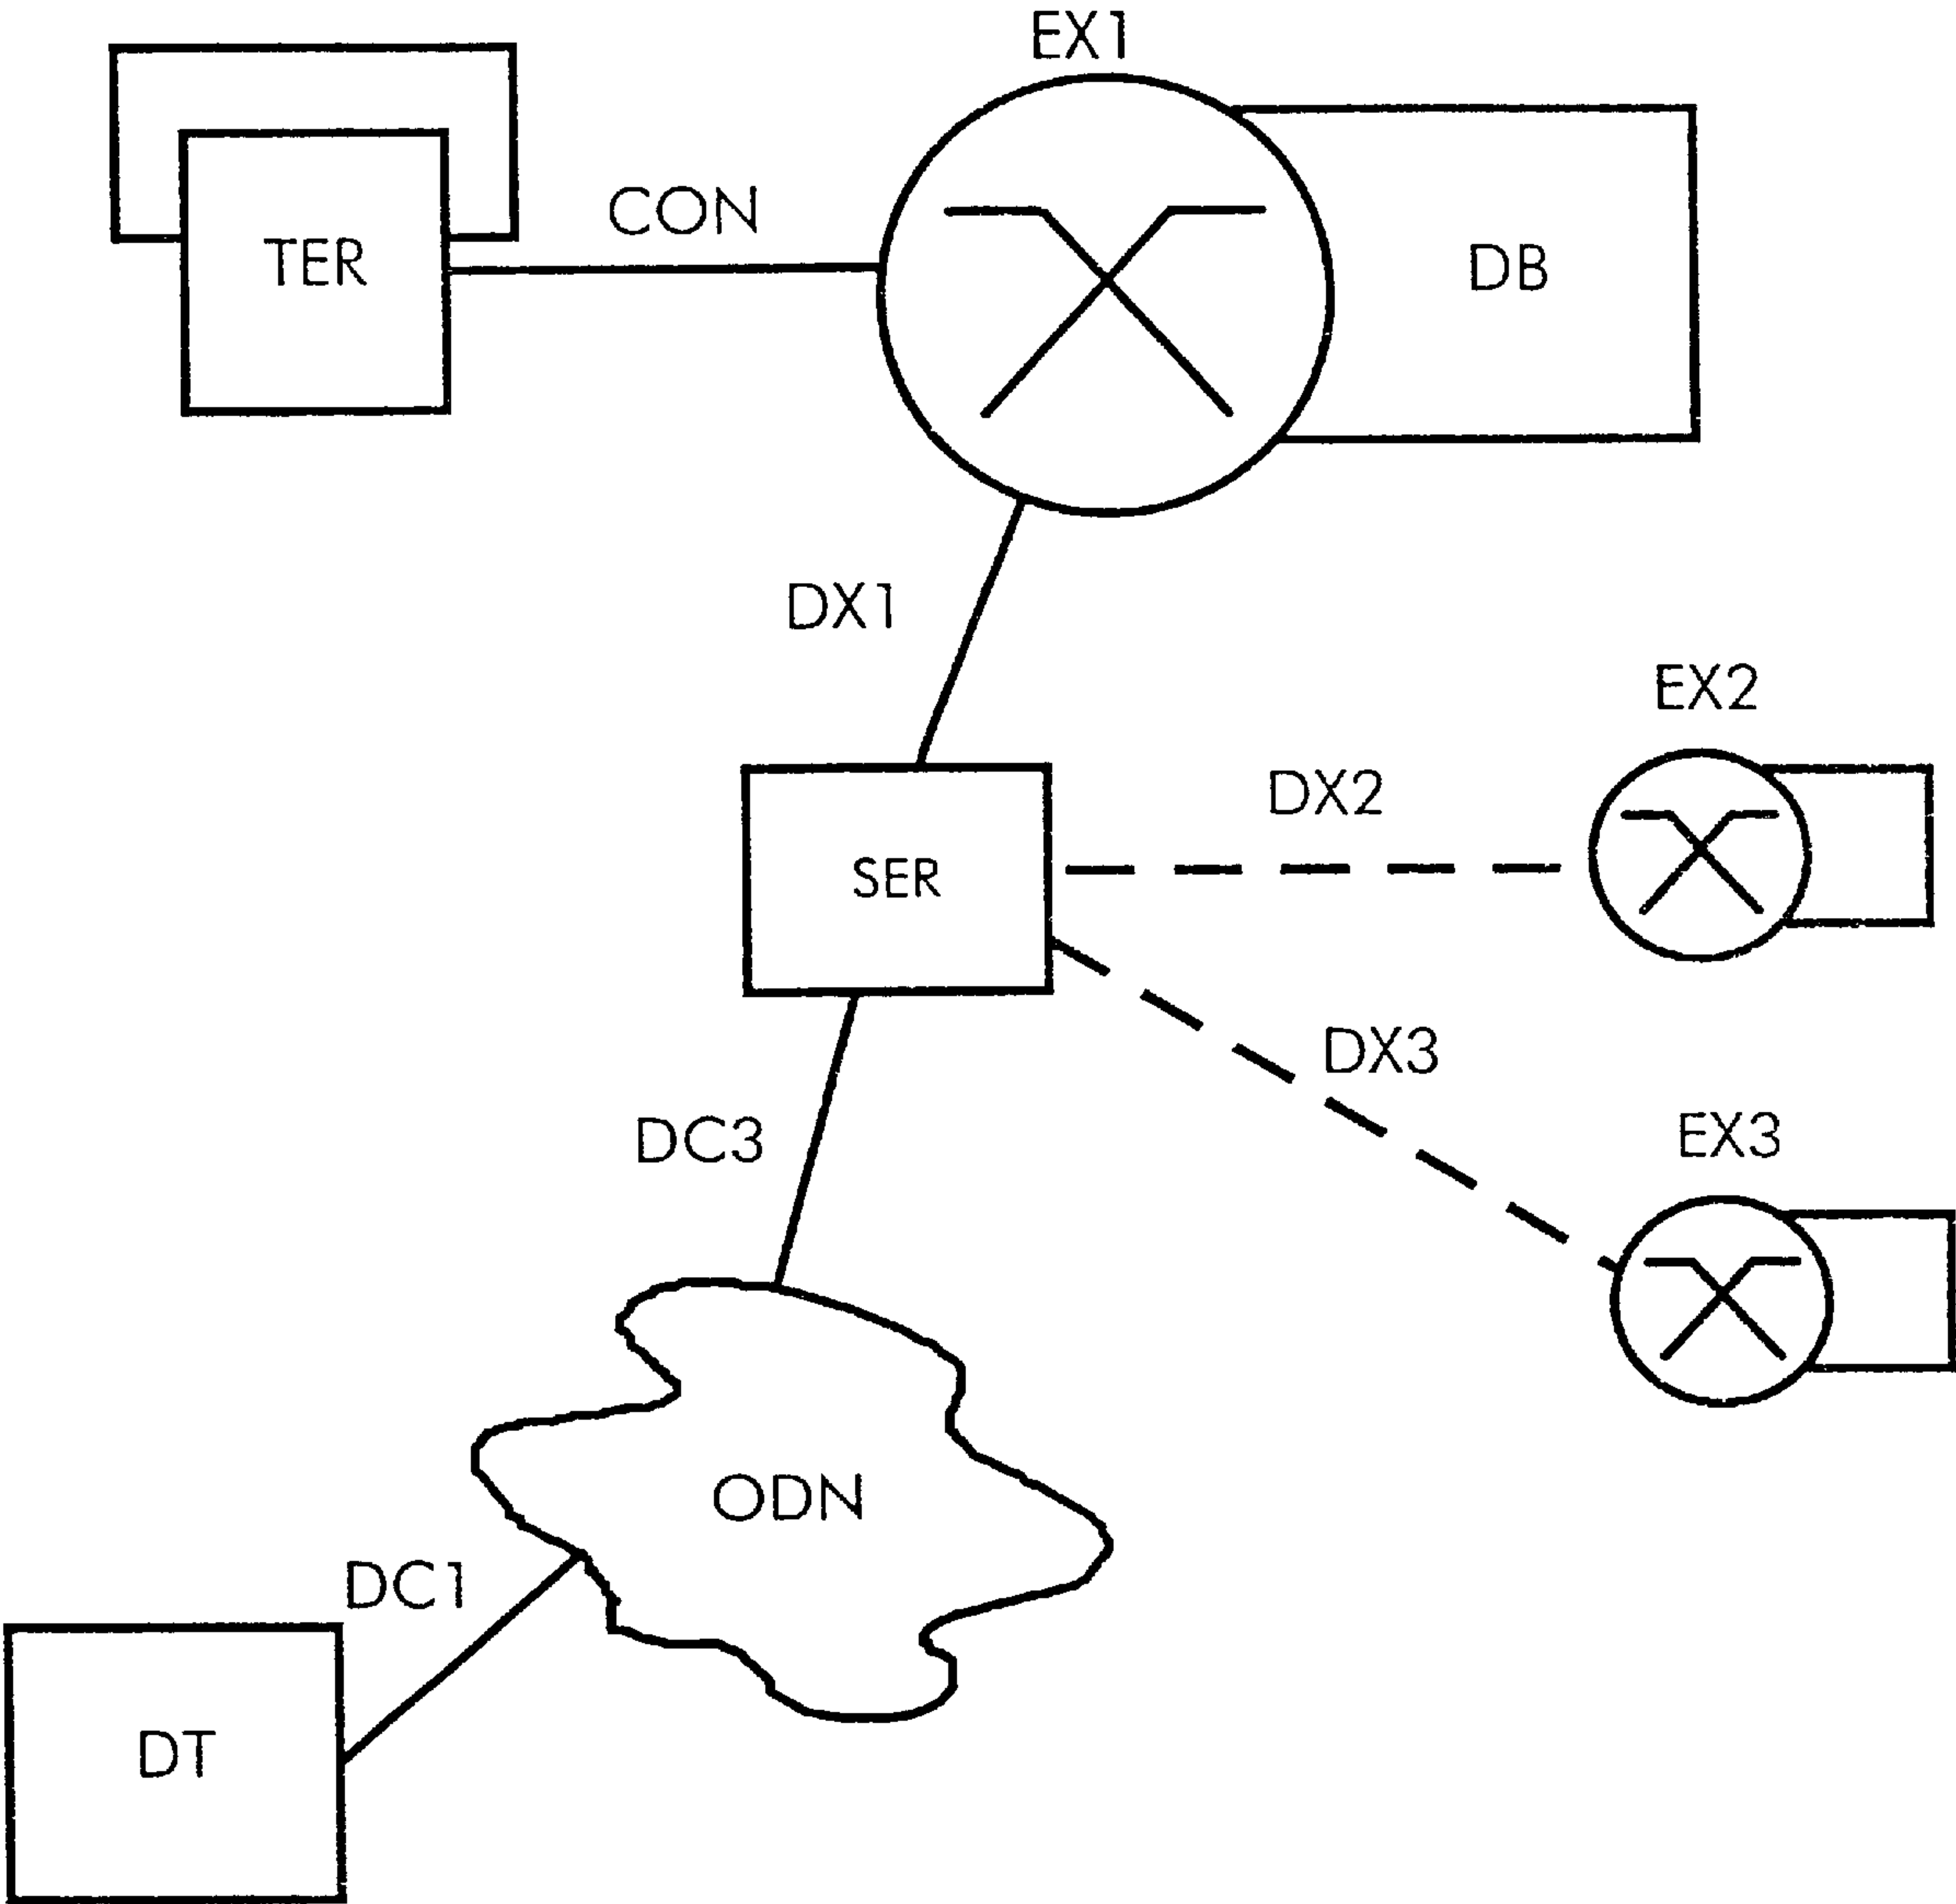 EX1
CON
TER
DB
DX1
EX2
DX2
SER
DX3
EX3
DC3
ODN
DC1
DT